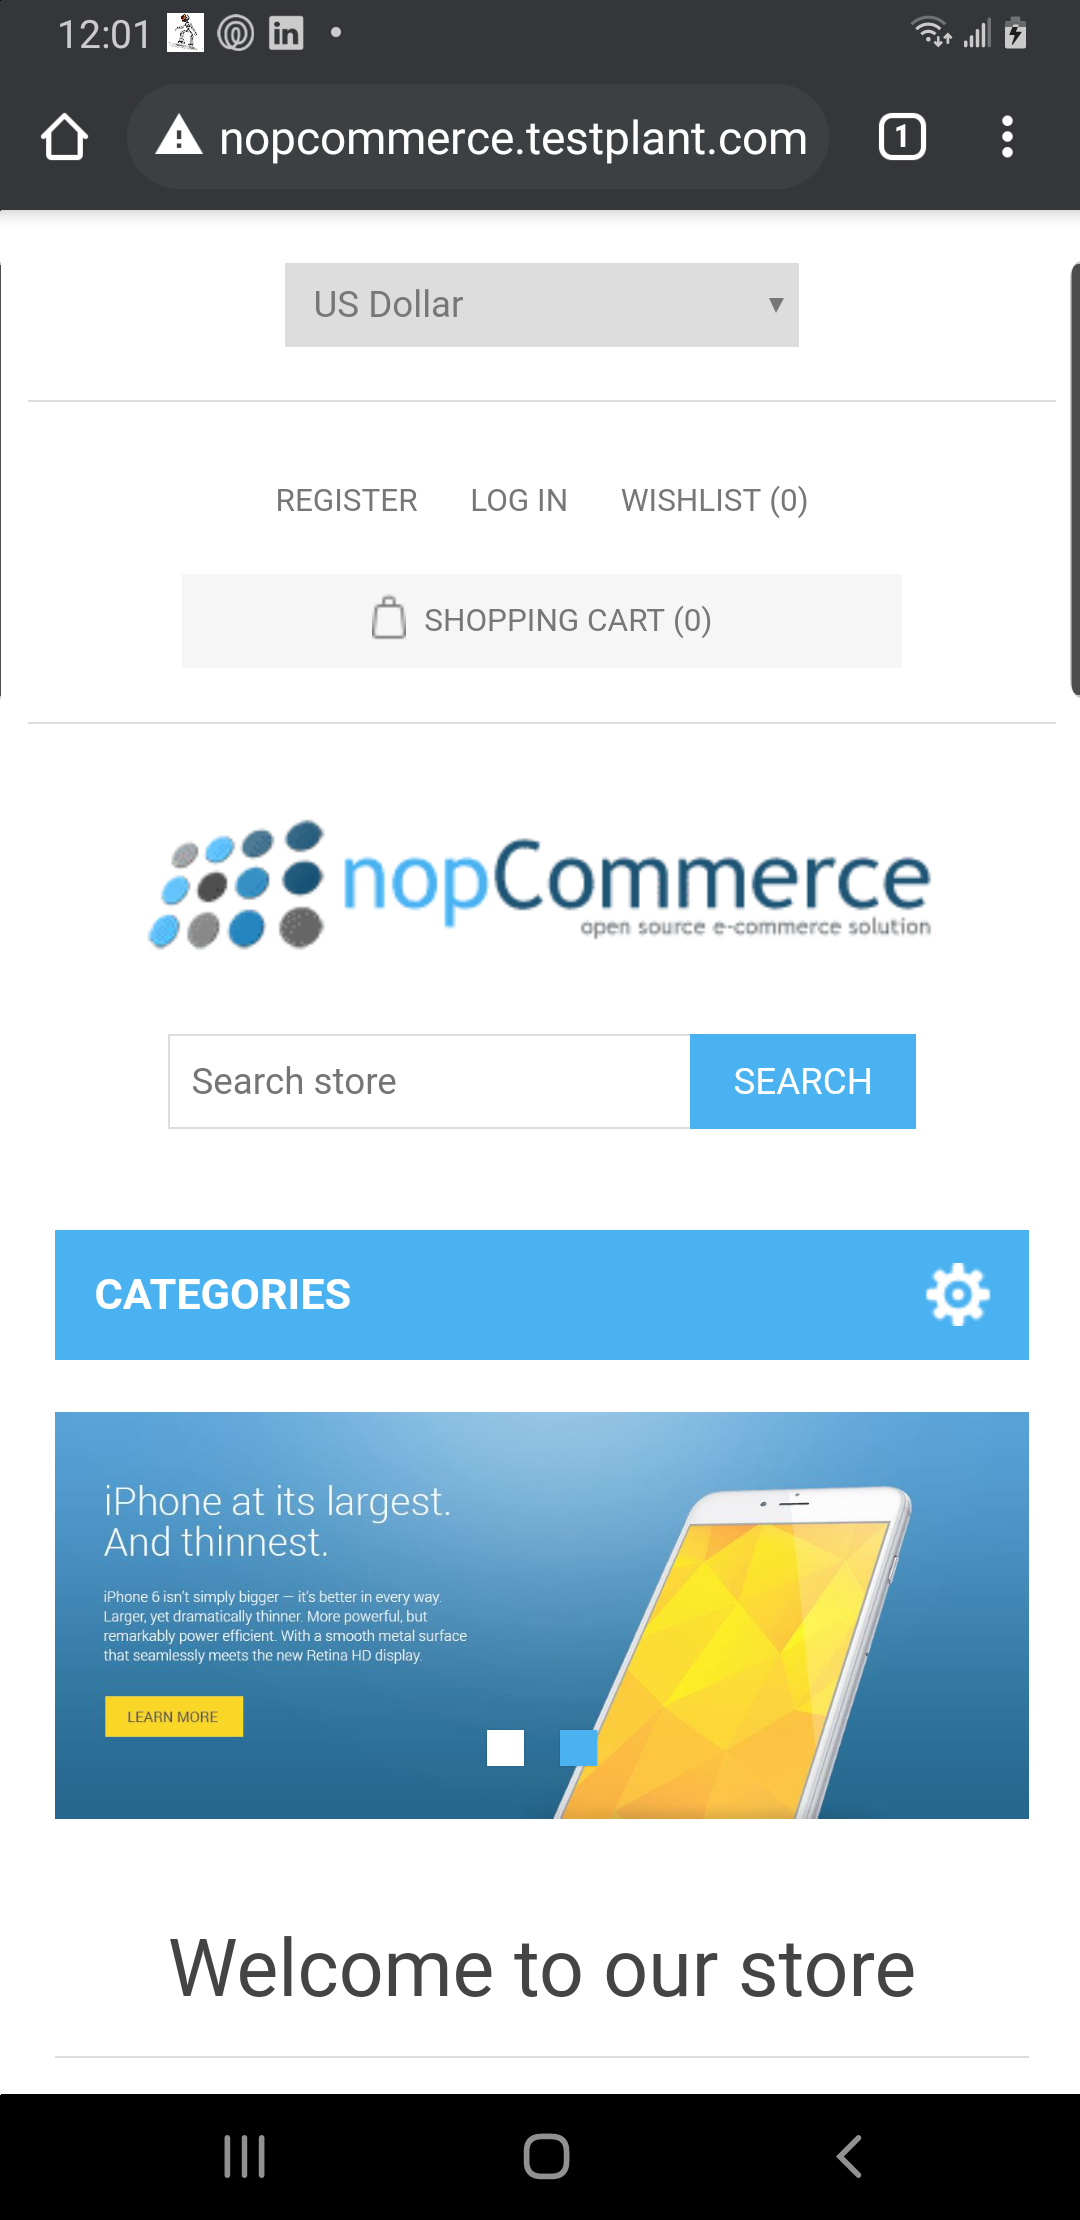 12:01
nopcommerce.testplant.com
1
US Dollar
REGISTER LOG IN WISHLIST (0)
SHOPPING CART (0)
nopCommerce
open source e-commerce solution
Search store SEARCH
CATEGORIES
iPhone at its largest.
And thinnest.
iPhone 6 isn't simply bigger — it's better in every way.
Larger, yet dramatically thinner. More powerful, but
remarkably power efficient. With a smooth metal surface
that seamlessly meets the new Retina HD display.
LEARN MORE
Welcome to our store